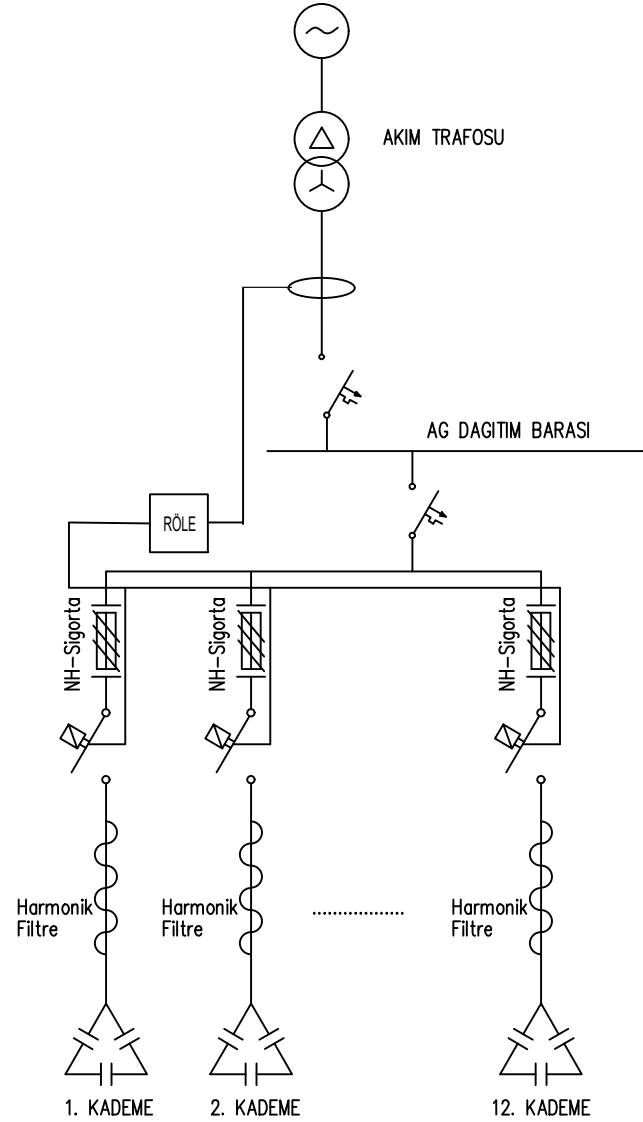 AKIM TRAFOSU
AG DAGITIM BARASI
RÖLE
NH-Sigorta
NH-Sigorta
NH-Sigorta
Harmonik
Filtre
Harmonik
Filtre
Harmonik
Filtre
1. KADEME
2. KADEME
12. KADEME